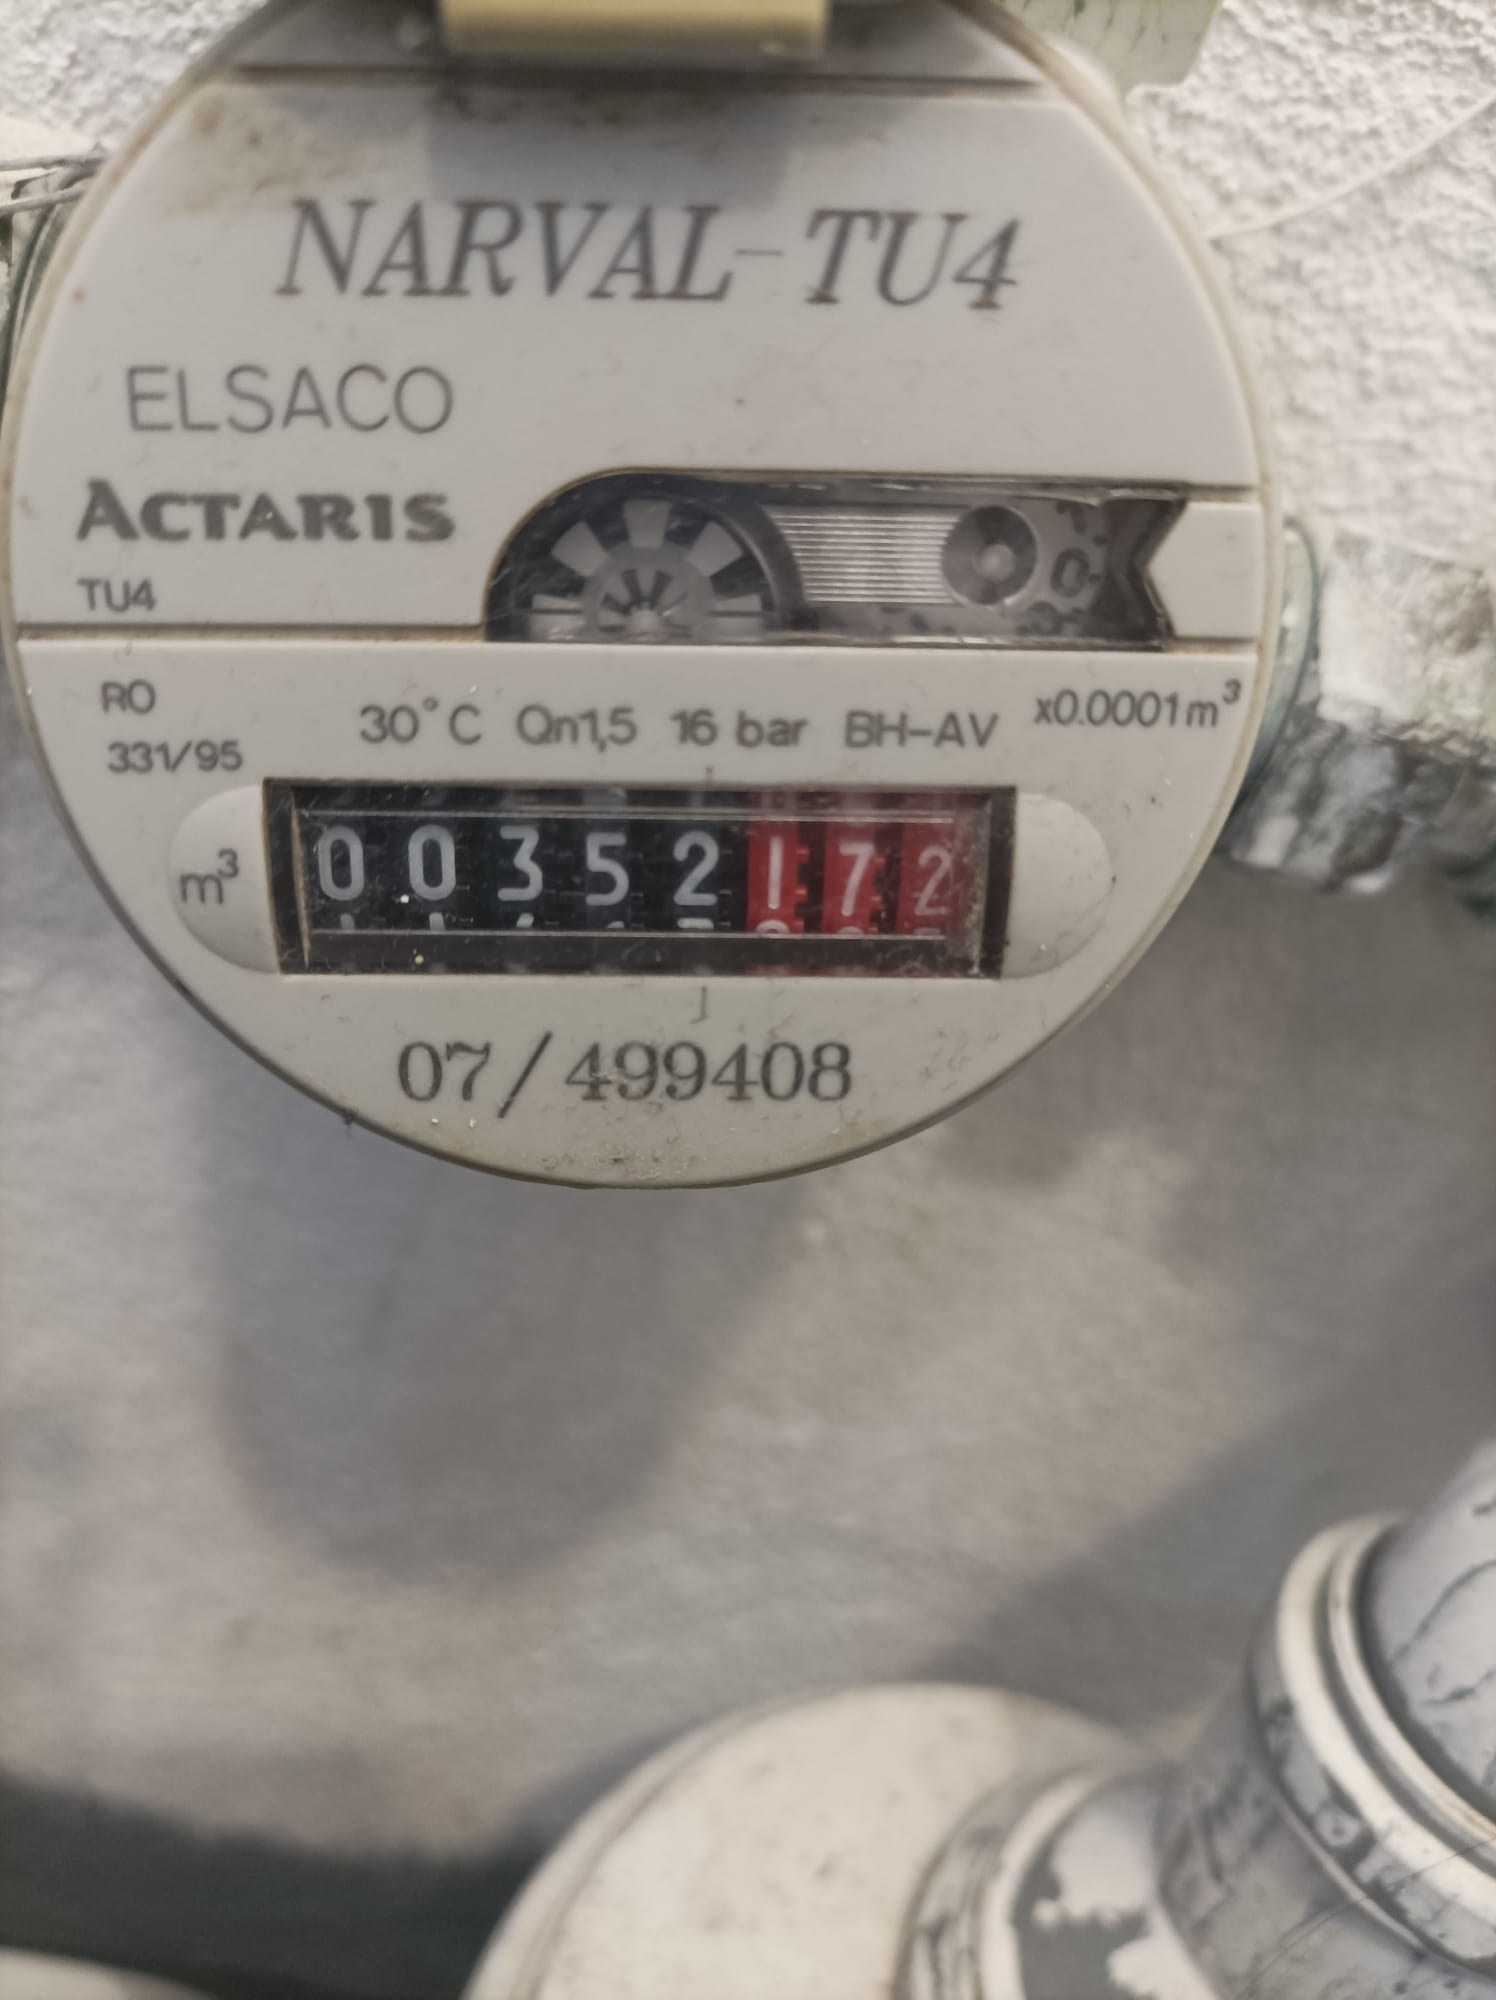 NARVAL-TU4
ELSACO
ACTARIS
TU4
0
RO
331/95
30°C Qn1,5 16 bar BH-AV
x0.0001m³
m³
00352172
07/499408